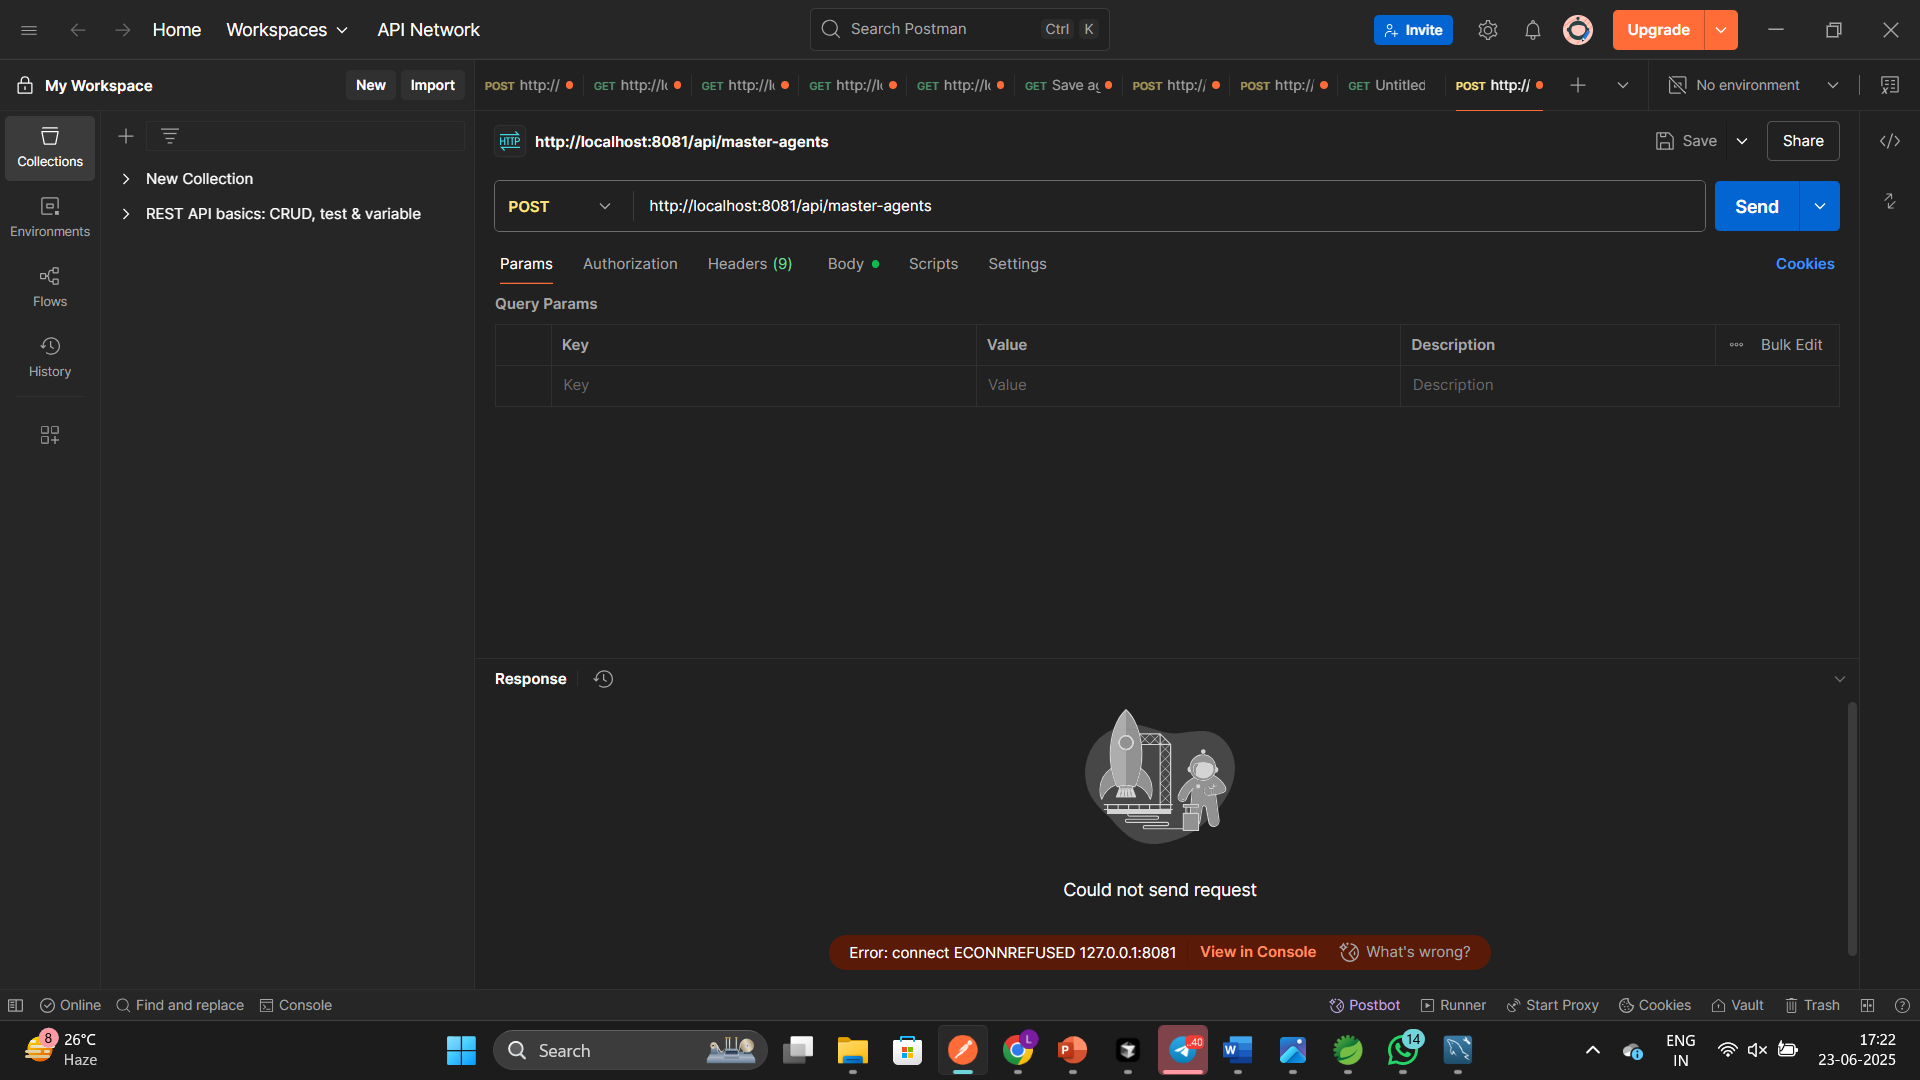 Home
Workspaces
API Network
Search Postman
Ctrl
K
Invite
Upgrade
My Workspace
New
Import
POST http://
GET http://l
GET http://l
GET http://l
GET http://l
GET Save a
POST http://
POST http://
GET Untitled
POST http://
No environment
Collections
Environments
Flows
History
New Collection
REST API basics: CRUD, test & variable
HTTP
http://localhost:8081/api/master-agents
Save
Share
POST
http://localhost:8081/api/master-agents
Send
Params
Authorization
Headers (9)
Body
Scripts
Settings
Cookies
Query Params
Key
Value
Description
Bulk Edit
Key
Value
Description
Response
Could not send request
Error: connect ECONNREFUSED 127.0.0.1:8081
View in Console
What's wrong?
Online
Find and replace
Console
Postbot
Runner
Start Proxy
Cookies
Vault
Trash
8
26°C
Haze
Search
L
P
40
W
14
ENG
IN
17:22
23-06-2025